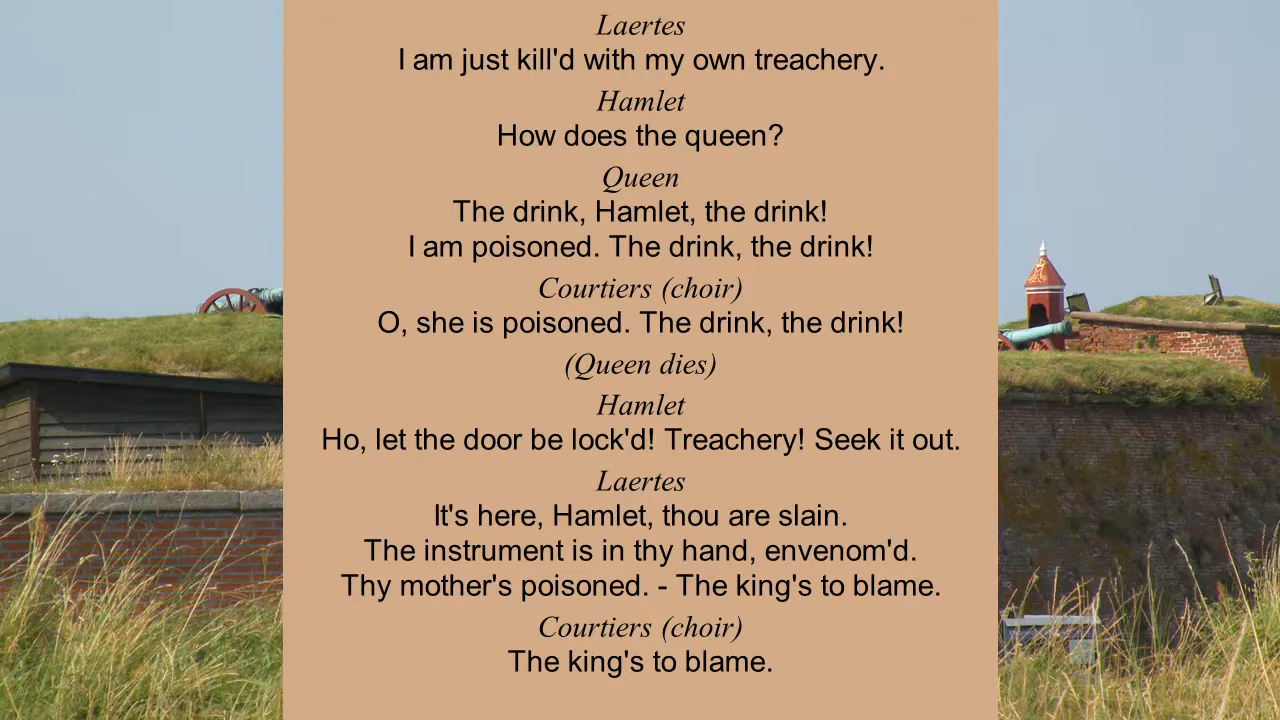 Laertes
I am just kill'd with my own treachery.
Hamlet
How does the queen?
Queen
The drink, Hamlet, the drink!
I am poisoned. The drink, the drink!
Courtiers (choir)
O, she is poisoned. The drink, the drink!
(Queen dies)
Hamlet
Ho, let the door be lock'd! Treachery! Seek it out.
Laertes
It's here, Hamlet, thou are slain.
The instrument is in thy hand, envenom'd.
Thy mother's poisoned. - The king's to blame.
Courtiers (choir)
The king's to blame.